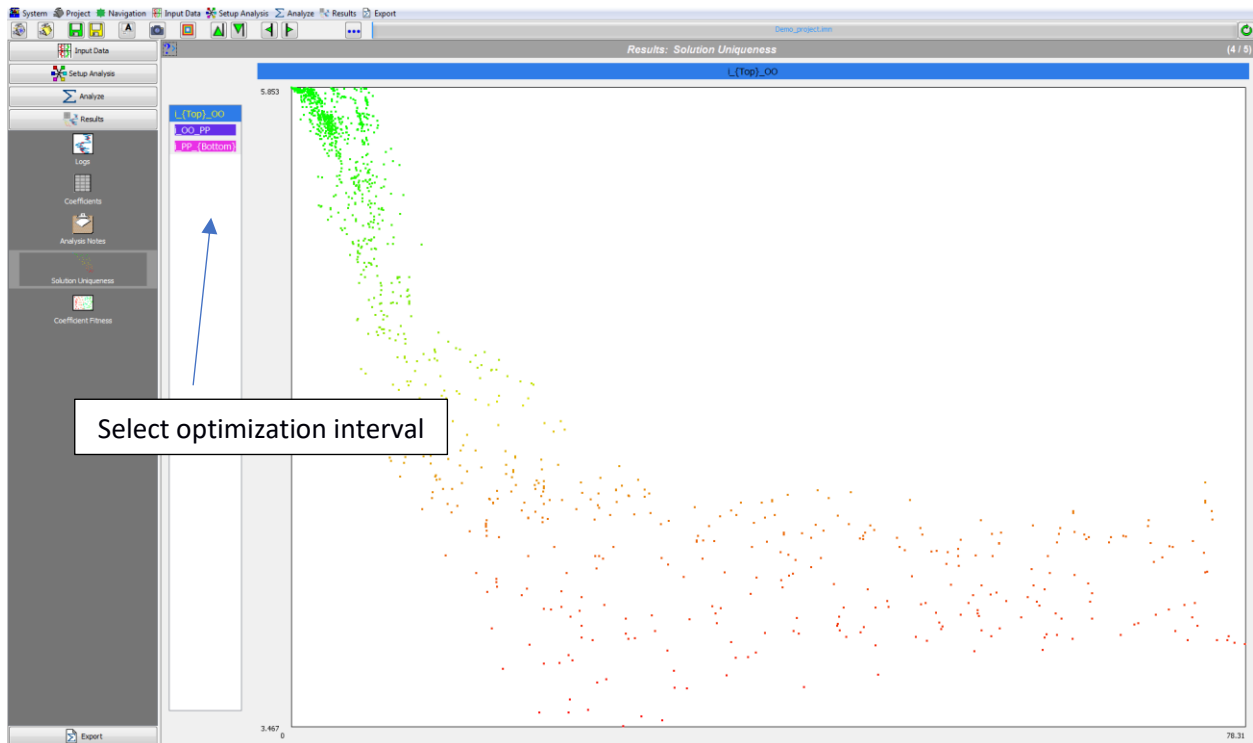 System Project Navigation Input Data Setup Analysis Analyze Results Export
A
Demo_project.imn
Input Data
? Results: Solution Uniqueness (4 / 5)
Setup Analysis
i_{Top}_OO
Analyze
5.853
i_{Top}_OO
Results
_OO_PP
_PP_{Bottom}
Logs
Coefficients
Analysis Notes
Solution Uniqueness
Coefficient Fitness
Select optimization interval
3.467
0
78.31
Export